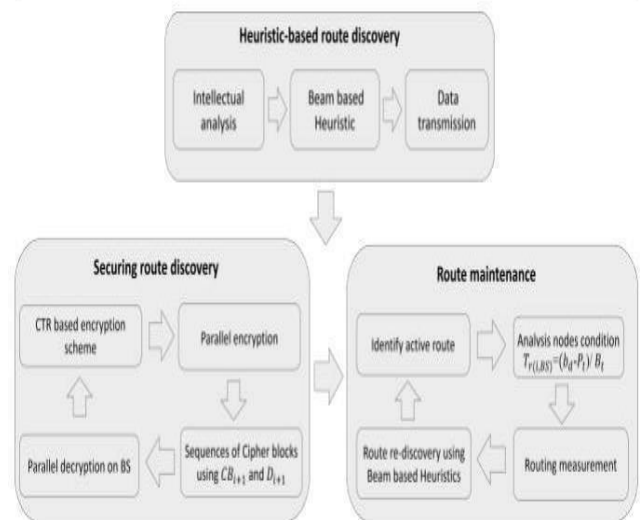 Heuristic-based route discovery
Intellectual
analysis
Beam based
Heuristic
Data
transmission
Securing route discovery
CTR based encryption
scheme
Parallel encryption
Parallel decryption on BS
Sequences of Cipher blocks
using CB_{i+1} and D_{i+1}
Route maintenance
Identify active route
Analysis nodes condition
T_{r(i,BS)}=(b_d-P_t)/ B_t
Route re-discovery using
Beam based Heuristics
Routing measurement